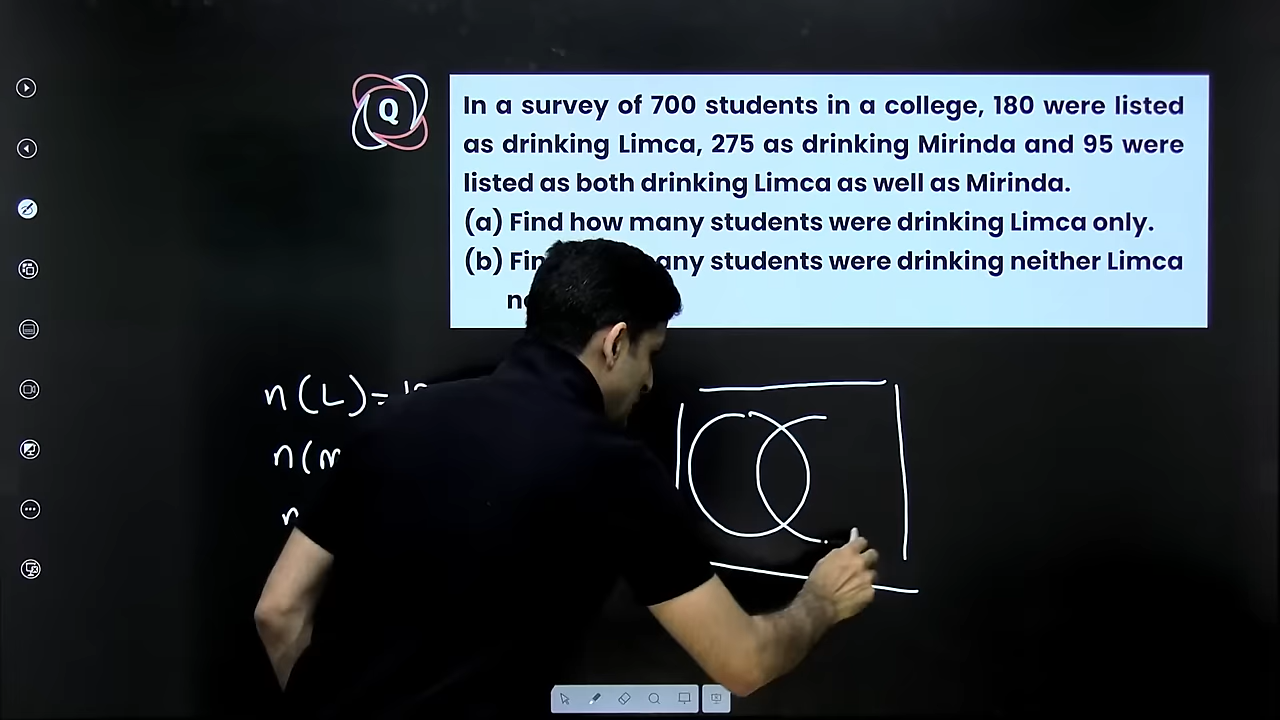 Q
In a survey of 700 students in a college, 180 were listed
as drinking Limca, 275 as drinking Mirinda and 95 were
listed as both drinking Limca as well as Mirinda.
(a) Find how many students were drinking Limca only.
(b) students were drinking neither Limca
n(L)=